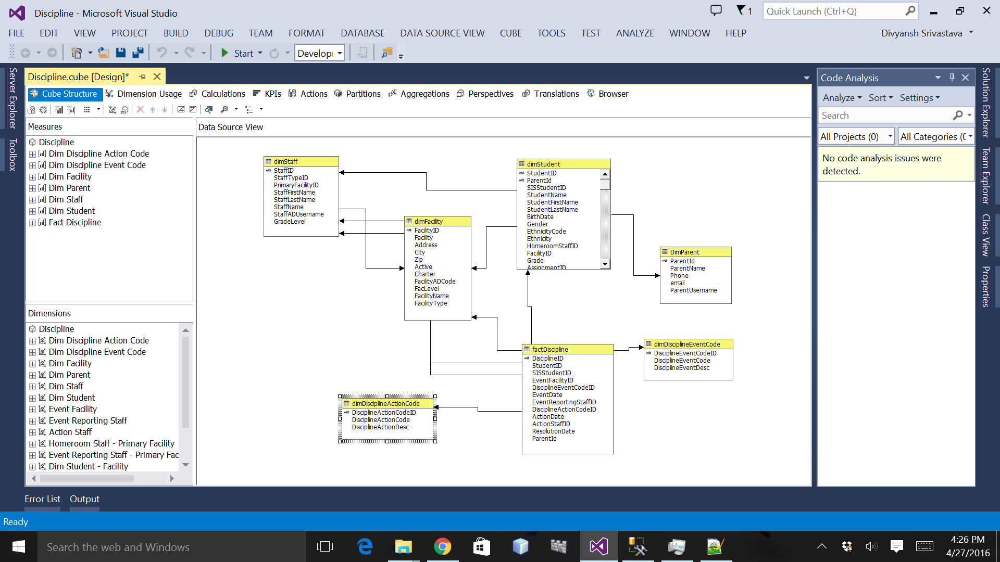 Discipline - Microsoft Visual Studio
1
Quick Launch (Ctrl+Q)
FILE EDIT VIEW PROJECT BUILD DEBUG TEAM FORMAT DATABASE DATA SOURCE VIEW CUBE TOOLS TEST ANALYZE WINDOW HELP
Divyansh Srivastava
Start
Develop
Server Explorer
Toolbox
Discipline.cube [Design]*
Cube Structure Dimension Usage Calculations KPIs Actions Partitions Aggregations Perspectives Translations Browser
Measures
Discipline
Dim Discipline Action Code
Dim Discipline Event Code
Dim Facility
Dim Parent
Dim Staff
Dim Student
Fact Discipline
Dimensions
Discipline
Dim Discipline Action Code
Dim Discipline Event Code
Dim Facility
Dim Parent
Dim Staff
Dim Student
Event Facility
Event Reporting Staff
Action Staff
Homeroom Staff - Primary Facility
Event Reporting Staff - Primary Fac
Dim Student - Facility
Data Source View
dimStaff
StaffID
StaffTypeID
PrimaryFacilityID
StaffFirstName
StaffLastName
StaffName
StaffADUsername
GradeLevel
dimFacility
FacilityID
Facility
Address
City
Zip
Active
Charter
FacilityADCode
FacLevel
FacilityName
FacilityType
dimStudent
StudentID
ParentId
SISStudentID
StudentName
StudentFirstName
StudentLastName
BirthDate
Gender
EthnicityCode
Ethnicity
HomeroomStaffID
FacilityID
Grade
AssignmentID
DimParent
ParentId
ParentName
Phone
email
ParentUsername
factDiscipline
DisciplineID
StudentID
SISStudentID
EventFacilityID
DisciplineEventCodeID
EventDate
EventReportingStaffID
DisciplineActionCodeID
ActionDate
ActionStaffID
ResolutionDate
ParentId
dimDisciplineEventCode
DisciplineEventCodeID
DisciplineEventCode
DisciplineEventDesc
dimDisciplineActionCode
DisciplineActionCodeID
DisciplineActionCode
DisciplineActionDesc
Code Analysis
Analyze Sort Settings
Search
All Projects (0) All Categories (
No code analysis issues were
detected.
Solution Explorer
Team Explorer
Class View
Properties
Error List Output
Ready
Search the web and Windows
4:26 PM
4/27/2016